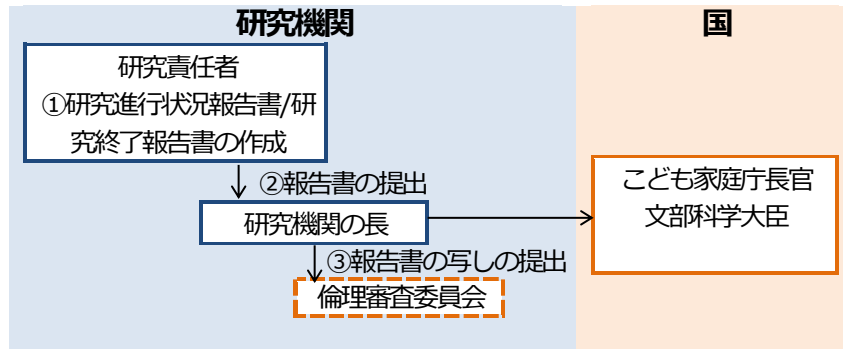 研究機関
国
研究責任者
①研究進行状況報告書/研
究終了報告書の作成
②報告書の提出
こども家庭庁長官
文部科学大臣
研究機関の長
③報告書の写しの提出
倫理審査委員会